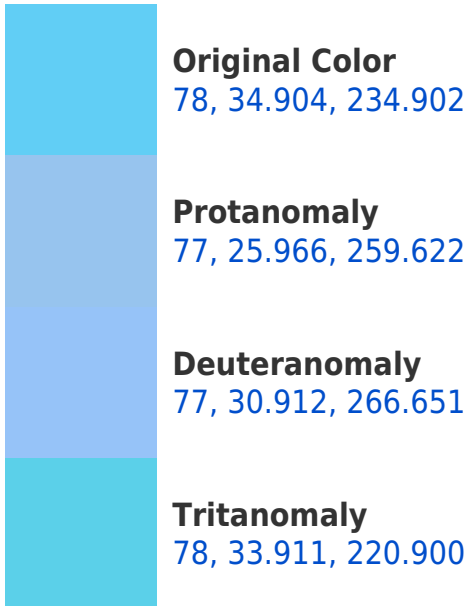 Original Color
78, 34.904, 234.902
Protanomaly
77, 25.966, 259.622
Deuteranomaly
77, 30.912, 266.651
Tritanomaly
78, 33.911, 220.900